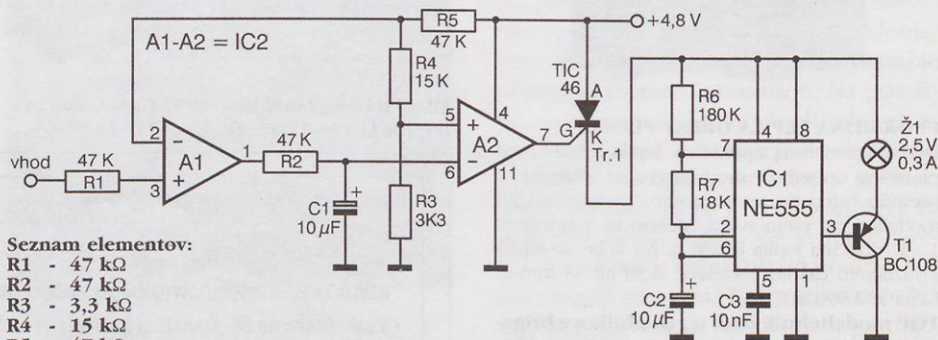 R5
47 K
+4,8 V
A1-A2 = IC2
R4
15 K
TIC
46
A
G
K
Tr.1
R6
180K
7
4
8
Ž1
2,5 V
0,3 A
2
−
A1
+
3
1
vhod
47 K
R1
47 K
R2
5
+
A2
−
6
4
7
11
R7
18K
IC1
NE555
2
6
3
T1
BC108
C1
+
10 µF
R3
3K3
C2
+
10 µF
C3
10 nF
5
1
Seznam elementov:
R1 - 47 kΩ
R2 - 47 kΩ
R3 - 3,3 kΩ
R4 - 15 kΩ